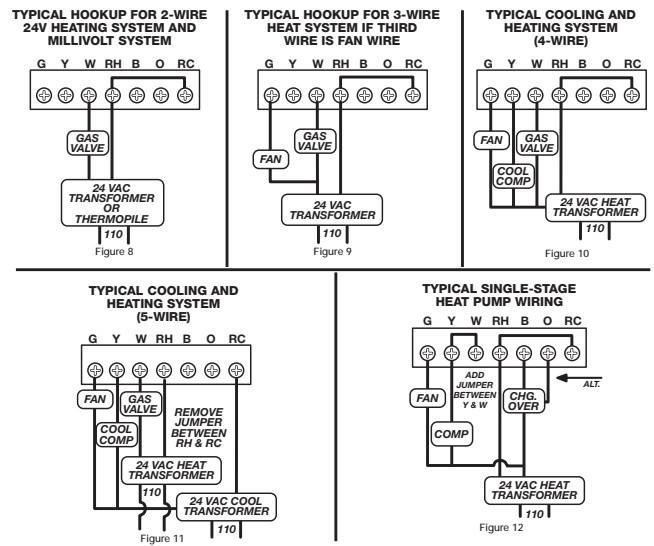 TYPICAL HOOKUP FOR 2-WIRE
24V HEATING SYSTEM AND
MILLIVOLT SYSTEM
G Y W RH B O RC
GAS
VALVE
24 VAC
TRANSFORMER
OR
THERMOPILE
110
Figure 8
TYPICAL HOOKUP FOR 3-WIRE
HEAT SYSTEM IF THIRD
WIRE IS FAN WIRE
G Y W RH B O RC
GAS
VALVE
FAN
24 VAC
TRANSFORMER
110
Figure 9
TYPICAL COOLING AND
HEATING SYSTEM
(4-WIRE)
G Y W RH B O RC
FAN
GAS
VALVE
COOL
COMP
24 VAC HEAT
TRANSFORMER
110
Figure 10
TYPICAL COOLING AND
HEATING SYSTEM
(5-WIRE)
G Y W RH B O RC
FAN
GAS
VALVE
COOL
COMP
REMOVE
JUMPER
BETWEEN
RH & RC
24 VAC HEAT
TRANSFORMER
110
24 VAC COOL
TRANSFORMER
110
Figure 11
TYPICAL SINGLE-STAGE
HEAT PUMP WIRING
G Y W RH B O RC
ADD
JUMPER
BETWEEN
Y & W
ALT.
FAN
CHG.
OVER
COMP
24 VAC HEAT
TRANSFORMER
110
Figure 12